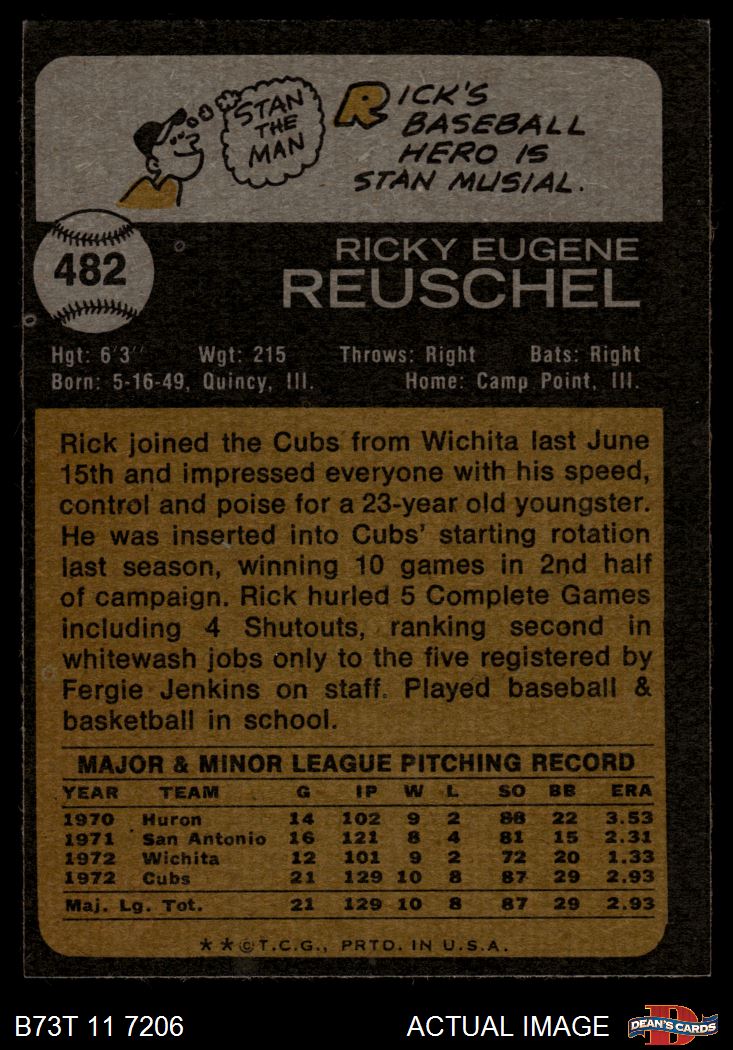 STAN
THE
MAN
RICK'S
BASEBALL
HERO IS
STAN MUSIAL.
482
RICKY EUGENE
REUSCHEL
Hgt: 6'3" Wgt: 215 Throws: Right Bats: Right
Born: 5-16-49, Quincy, Ill. Home: Camp Point, Ill.
Rick joined the Cubs from Wichita last June
15th and impressed everyone with his speed,
control and poise for a 23-year old youngster.
He was inserted into Cubs' starting rotation
last season, winning 10 games in 2nd half
of campaign. Rick hurled 5 Complete Games
including 4 Shutouts, ranking second in
whitewash jobs only to the five registered by
Fergie Jenkins on staff. Played baseball &
basketball in school.
MAJOR & MINOR LEAGUE PITCHING RECORD
YEAR TEAM G IP W L SO BB ERA
1970 Huron 14 102 9 2 88 22 3.53
1971 San Antonio 16 121 8 4 81 15 2.31
1972 Wichita 12 101 9 2 72 20 1.33
1972 Cubs 21 129 10 8 87 29 2.93
Maj. Lg. Tot. 21 129 10 8 87 29 2.93
**©T.C.G., PRTD. IN U.S.A.
B73T 11 7206 ACTUAL IMAGE
D
DEAN'S CARDS